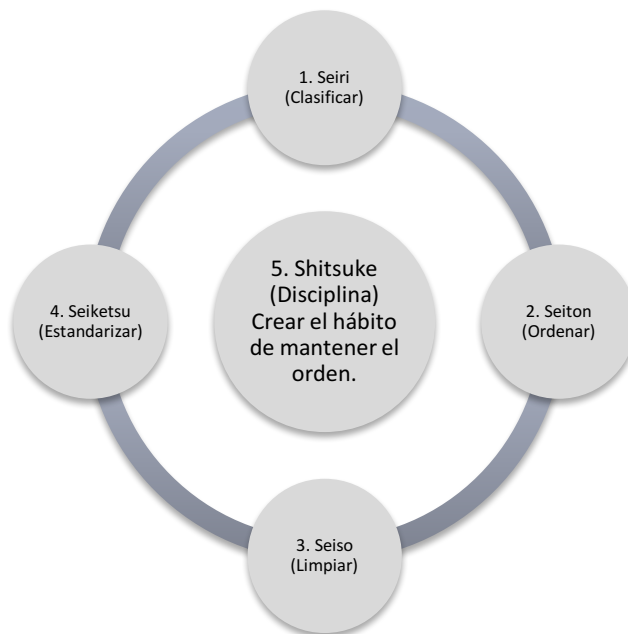 1. Seiri
(Clasificar)
2. Seiton
(Ordenar)
3. Seiso
(Limpiar)
4. Seiketsu
(Estandarizar)
5. Shitsuke
(Disciplina)
Crear el hábito
de mantener el
orden.